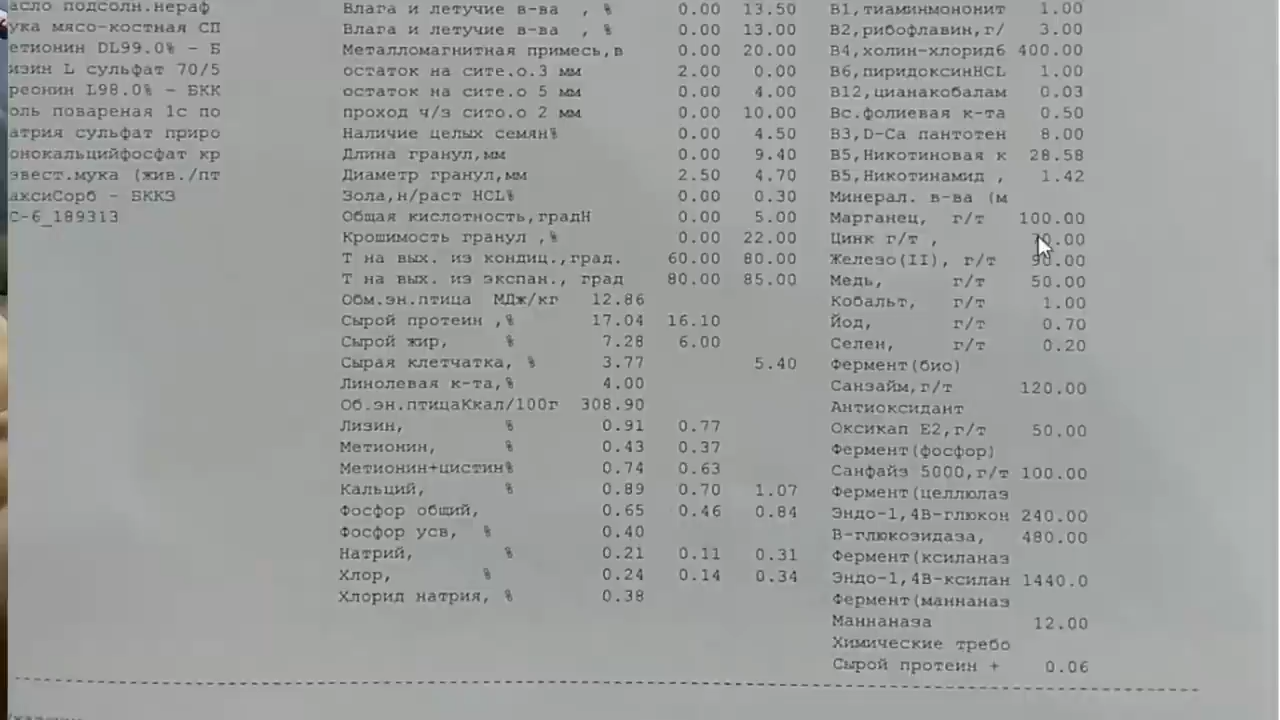 асло подсолн.нераф
ука мясо-костная СП
етионин DL99.0% - Б
изин L сульфат 70/5
реонин L98.0% - БКК
оль повареная 1с по
атрия сульфат приро
онокальцийфосфат кр
звест.мука (жив./пт
аксиСорб - БККЗ
С-6_189313
Влага и летучие в-ва , % 0.00 13.50
Влага и летучие в-ва , % 0.00 13.00
Металломагнитная примесь,в 0.00 20.00
остаток на сите.о.3 мм 2.00 0.00
остаток на сите.о 5 мм 0.00 4.00
проход ч/з сито.о 2 мм 0.00 10.00
Наличие целых семян% 0.00 4.50
Длина гранул,мм 0.00 9.40
Диаметр гранул,мм 2.50 4.70
Зола,н/раст HCL% 0.00 0.30
Общая кислотность,градН 0.00 5.00
Крошимость гранул ,% 0.00 22.00
Т на вых. из кондиц.,град. 60.00 80.00
Т на вых. из экспан., град 80.00 85.00
Обм.эн.птица МДж/кг 12.86
Сырой протеин ,% 17.04 16.10
Сырой жир, % 7.28 6.00
Сырая клетчатка, % 3.77 5.40
Линолевая к-та,% 4.00
Об.эн.птицаКкал/100г 308.90
Лизин, % 0.91 0.77
Метионин, % 0.43 0.37
Метионин+цистин% 0.74 0.63
Кальций, % 0.89 0.70 1.07
Фосфор общий, 0.65 0.46 0.84
Фосфор усв, % 0.40
Натрий, % 0.21 0.11 0.31
Хлор, % 0.24 0.14 0.34
Хлорид натрия, % 0.38
В1,тиаминмононит 1.00
В2,рибофлавин,г/ 3.00
В4,холин-хлорид6 400.00
В6,пиридоксинHCL 1.00
В12,цианакобалам 0.03
Вс.фолиевая к-та 0.50
В3,D-Са пантотен 8.00
В5,Никотиновая к 28.58
В5,Никотинамид , 1.42
Минерал. в-ва (м
Марганец, г/т 100.00
Цинк г/т , 70.00
Железо(II), г/т 90.00
Медь, г/т 50.00
Кобальт, г/т 1.00
Йод, г/т 0.70
Селен, г/т 0.20
Фермент(био)
Санзайм,г/т 120.00
Антиоксидант
Оксикап Е2,г/т 50.00
Фермент(фосфор)
Санфайз 5000,г/т 100.00
Фермент(целлюлаз
Эндо-1,4В-глюкон 240.00
В-глюкозидаза, 480.00
Фермент(ксиланаз
Эндо-1,4В-ксилан 1440.0
Фермент(маннаназ
Маннаназа 12.00
Химические требо
Сырой протеин + 0.06